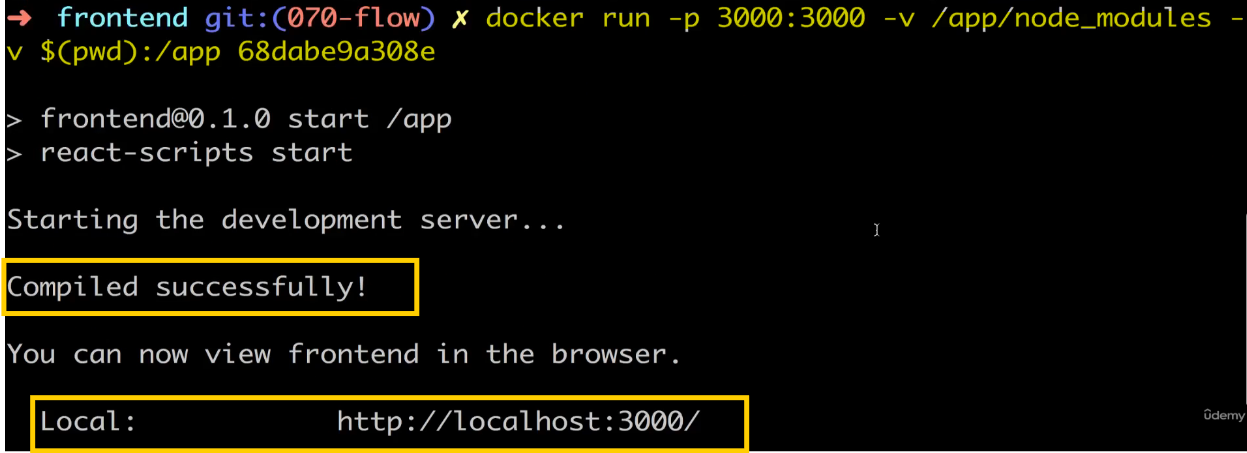 ➜ frontend git:(070-flow) ✗ docker run -p 3000:3000 -v /app/node_modules -
v $(pwd):/app 68dabe9a308e
> frontend@0.1.0 start /app
> react-scripts start
Starting the development server...
Compiled successfully!
You can now view frontend in the browser.
Local: http://localhost:3000/
ûdemy